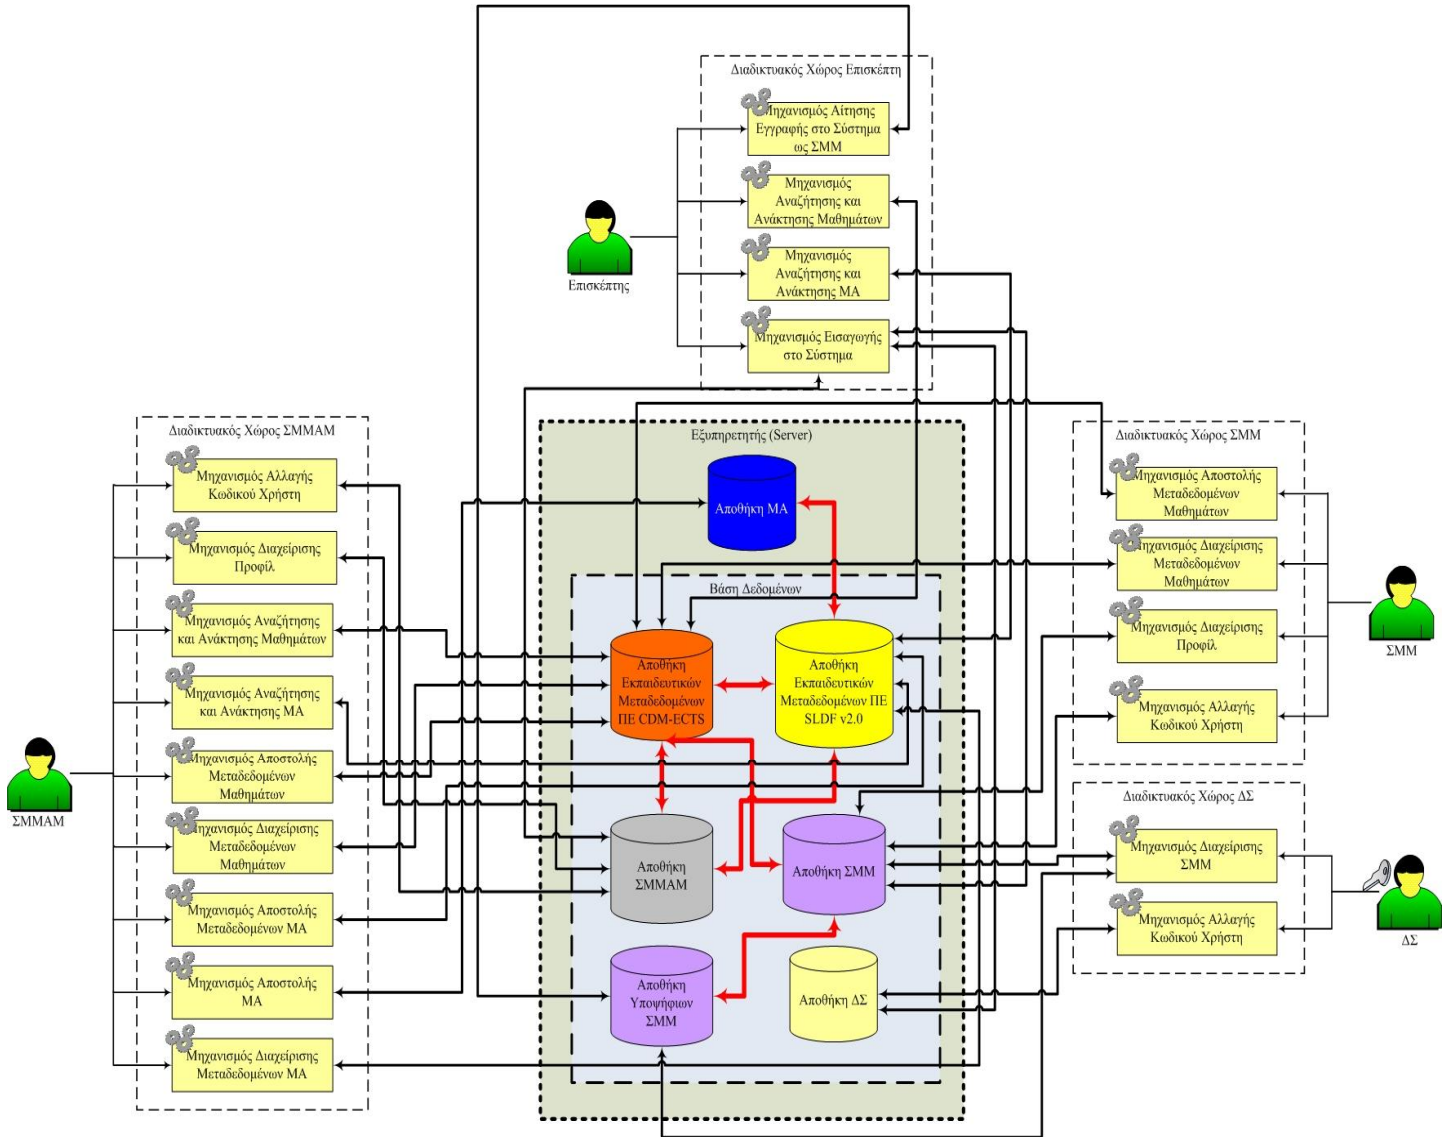 Διαδικτυακός Χώρος Επισκέπτη
Μηχανισμός Αίτησης
Εγγραφής στο Σύστημα
ως ΣΜΜ
Μηχανισμός
Αναζήτησης και
Ανάκτησης Μαθημάτων
Μηχανισμός
Αναζήτησης και
Ανάκτησης ΜΑ
Μηχανισμός Εισαγωγής
στο Σύστημα
Επισκέπτης
Διαδικτυακός Χώρος ΣΜΜΑΜ
Μηχανισμός Αλλαγής
Κωδικού Χρήστη
Μηχανισμός Διαχείρισης
Προφίλ
Μηχανισμός Αναζήτησης
και Ανάκτησης Μαθημάτων
Μηχανισμός Αναζήτησης
και Ανάκτησης ΜΑ
Μηχανισμός Αποστολής
Μεταδεδομένων
Μαθημάτων
Μηχανισμός Διαχείρισης
Μεταδεδομένων
Μαθημάτων
Μηχανισμός Αποστολής
Μεταδεδομένων ΜΑ
Μηχανισμός Αποστολής
ΜΑ
Μηχανισμός Διαχείρισης
Μεταδεδομένων ΜΑ
ΣΜΜΑΜ
Εξυπηρετητής (Server)
Αποθήκη ΜΑ
Βάση Δεδομένων
Αποθήκη
Εκπαιδευτικών
Μεταδεδομένων
ΠΕ CDM-ECTS
Αποθήκη
Εκπαιδευτικών
Μεταδεδομένων ΠΕ
SLDF v2.0
Αποθήκη
ΣΜΜΑΜ
Αποθήκη ΣΜΜ
Αποθήκη
Υποψήφιων
ΣΜΜ
Αποθήκη ΔΣ
Διαδικτυακός Χώρος ΣΜΜ
Μηχανισμός Αποστολής
Μεταδεδομένων
Μαθημάτων
Μηχανισμός Διαχείρισης
Μεταδεδομένων
Μαθημάτων
Μηχανισμός Διαχείρισης
Προφίλ
Μηχανισμός Αλλαγής
Κωδικού Χρήστη
ΣΜΜ
Διαδικτυακός Χώρος ΔΣ
Μηχανισμός Διαχείρισης
ΣΜΜ
Μηχανισμός Αλλαγής
Κωδικού Χρήστη
ΔΣ